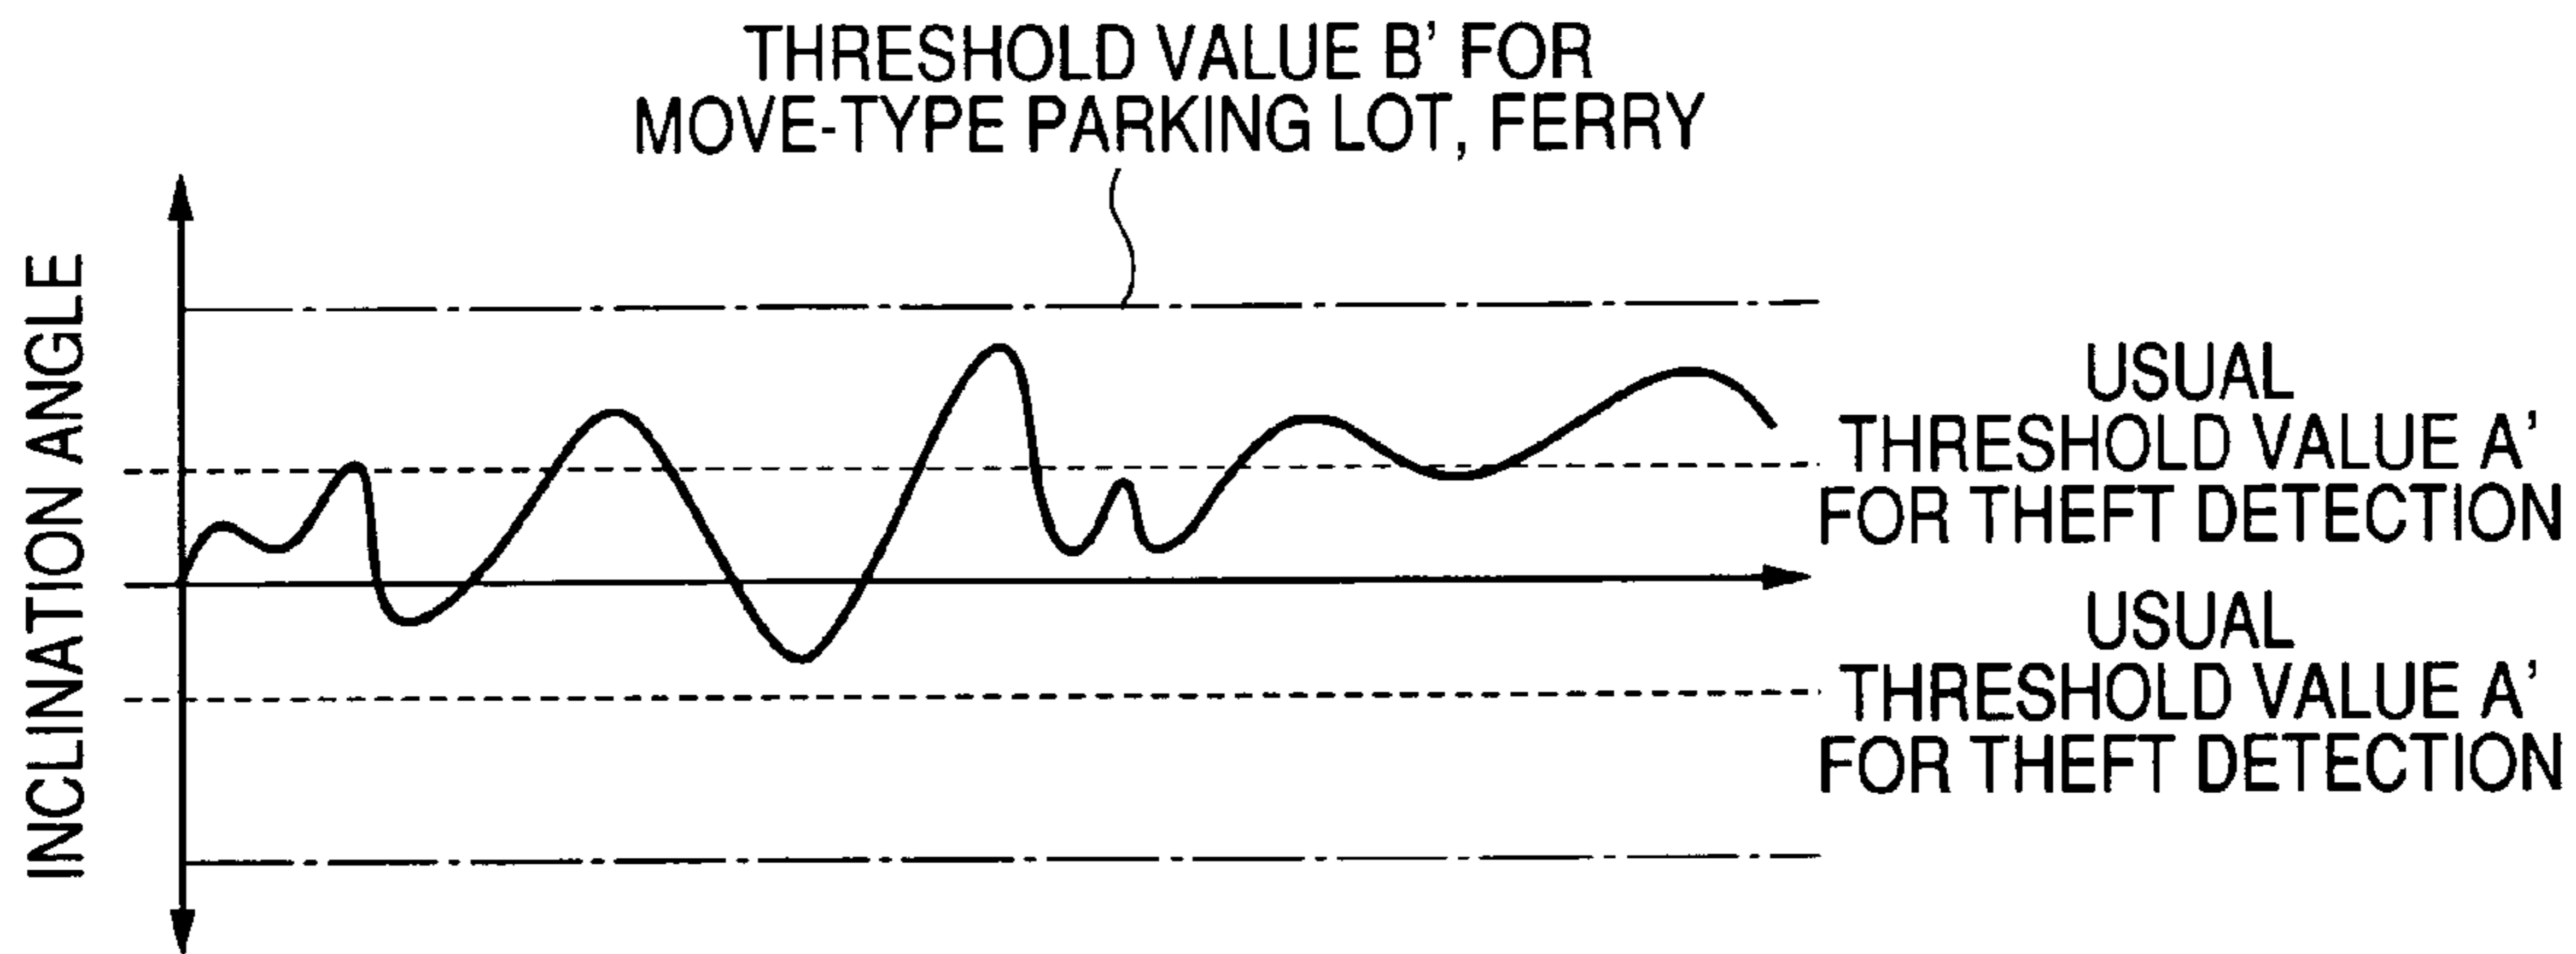 THRESHOLD VALUE B' FOR
MOVE-TYPE PARKING LOT, FERRY
INCLINATION ANGLE
USUAL
THRESHOLD VALUE A'
FOR THEFT DETECTION
USUAL
THRESHOLD VALUE A'
FOR THEFT DETECTION